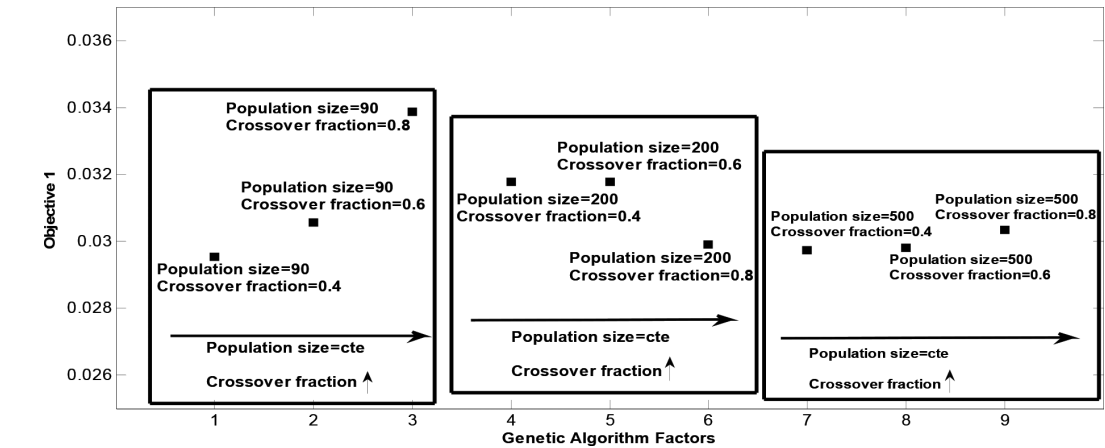 0.036
0.034
0.032
0.03
0.028
0.026
Objective 1
Population size=90
Crossover fraction=0.8
Population size=90
Crossover fraction=0.6
Population size=90
Crossover fraction=0.4
Population size=cte
Crossover fraction
Population size=200
Crossover fraction=0.6
Population size=200
Crossover fraction=0.4
Population size=200
Crossover fraction=0.8
Population size=cte
Crossover fraction
Population size=500
Crossover fraction=0.8
Population size=500
Crossover fraction=0.4
Population size=500
Crossover fraction=0.6
Population size=cte
Crossover fraction
1 2 3 4 5 6 7 8 9
Genetic Algorithm Factors